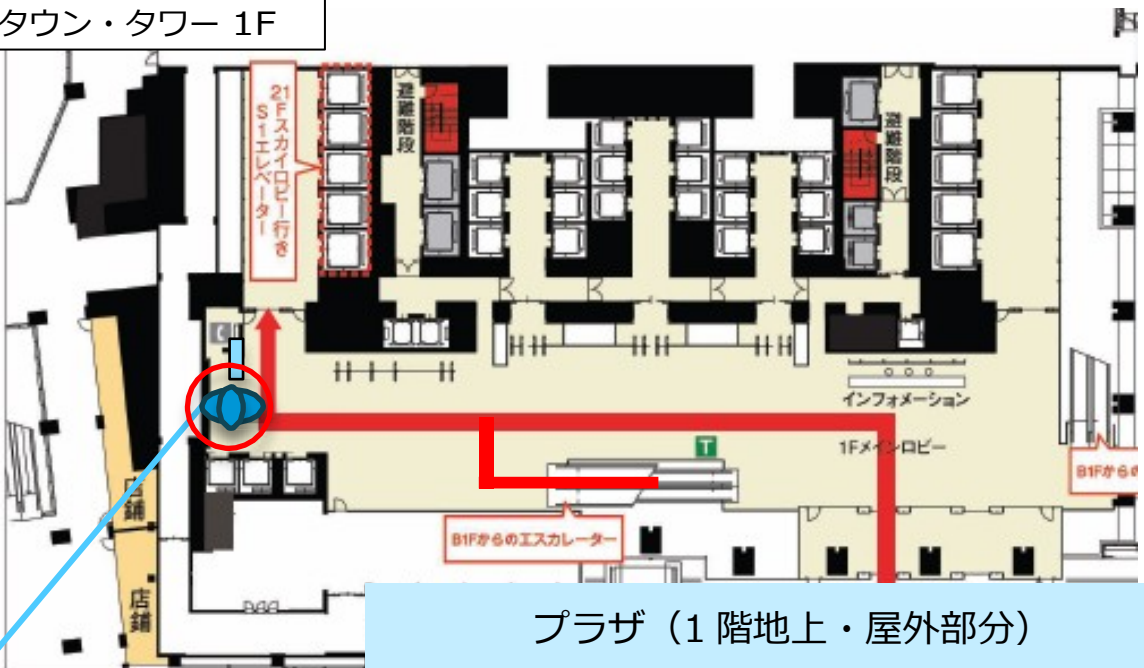 タウン・タワー 1F
21Fスカイロビー行き
S1エレベーター
避難階段
避難階段
インフォメーション
1Fメインロビー
T
B1Fからの
B1Fからのエスカレーター
店舗
店舗
プラザ（1 階地上・屋外部分）